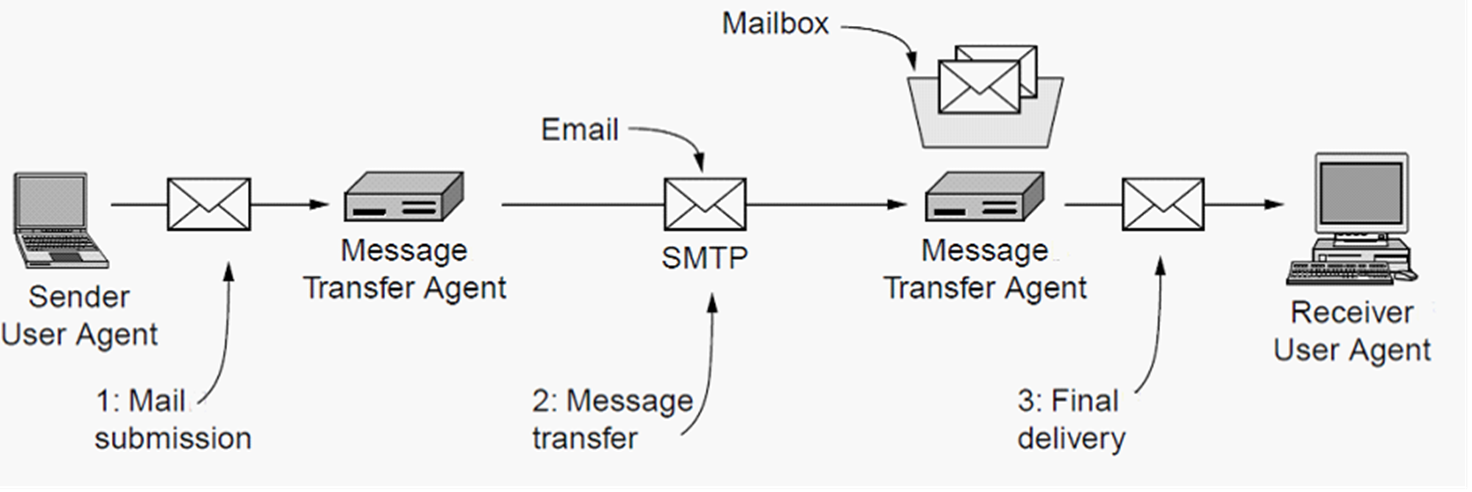 Mailbox
Email
Message
Transfer Agent
SMTP
Message
Transfer Agent
Sender
User Agent
Receiver
User Agent
1: Mail
submission
2: Message
transfer
3: Final
delivery